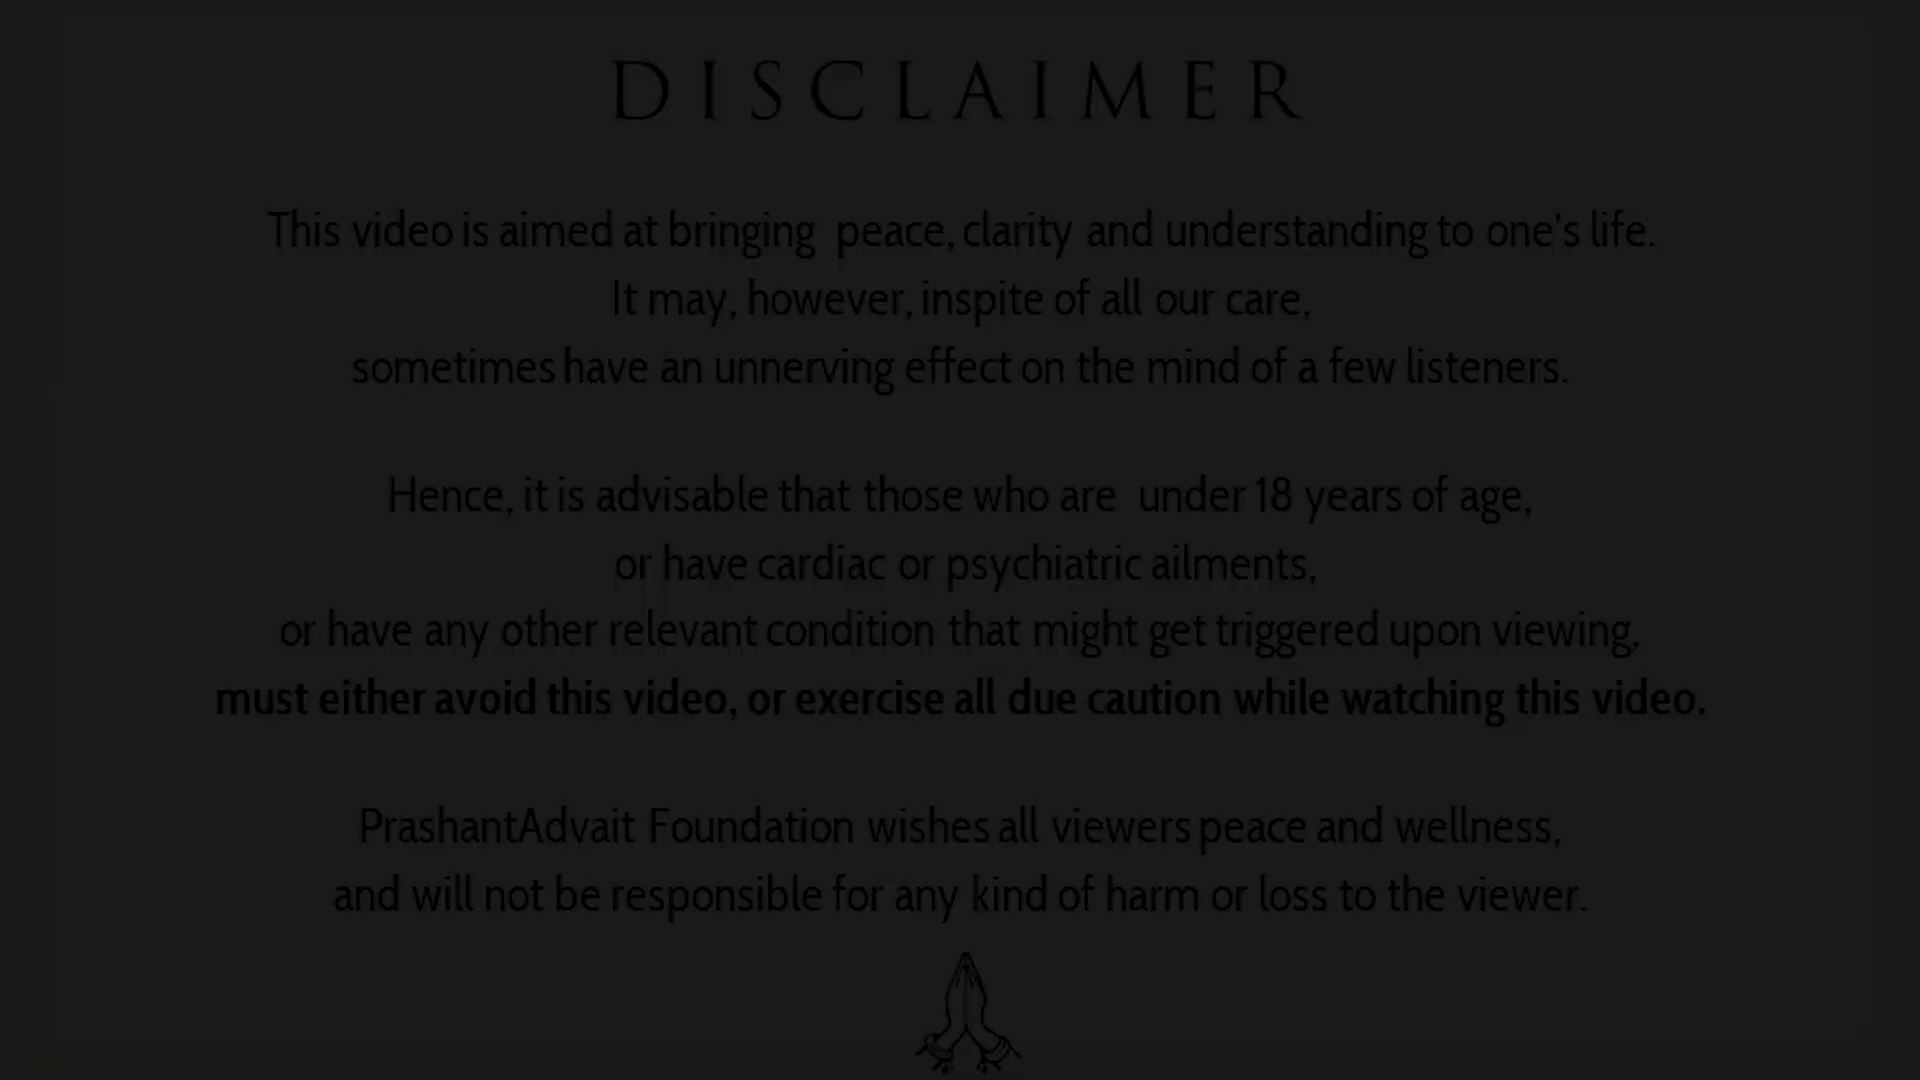 DISCLAIMER
This video is aimed at bringing peace, clarity and understanding to one's life.
It may, however, inspite of all our care,
sometimes have an unnerving effect on the mind of a few listeners.
Hence, it is advisable that those who are under 18 years of age,
or have cardiac or psychiatric ailments,
or have any other relevant condition that might get triggered upon viewing,
must either avoid this video, or exercise all due caution while watching this video.
PrashantAdvait Foundation wishes all viewers peace and wellness,
and will not be responsible for any kind of harm or loss to the viewer.